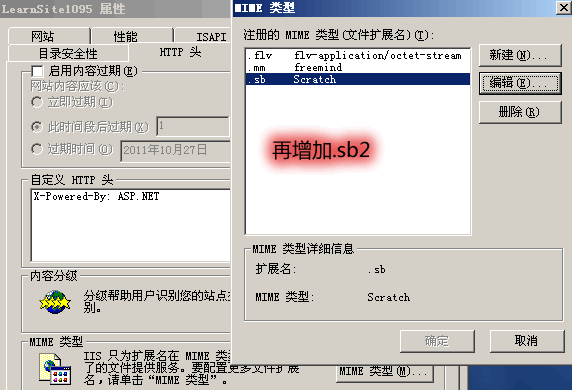 LearnSite1095 属性
网站
性能
ISAPI
目录安全性
HTTP 头
启用内容过期(E)
网站内容应该(C):
立即过期(I)
此时间段后过期(X)
1
过期时间(O)
2011年10月27日
自定义 HTTP 头
X-Powered-By: ASP.NET
内容分级
分级帮助用户识别您的站点
别。
MIME 类型
IIS 只为扩展名在 MIME 类
了的文件提供服务。要配置更多文件扩展
名，请单击“MIME 类型”。
MIME 类型(M)...
MIME 类型
注册的 MIME 类型(文件扩展名)(T):
.flv flv-application/octet-stream
.mm freemind
.sb Scratch
再增加.sb2
新建(N)...
编辑(E)...
删除(R)
MIME 类型详细信息
扩展名: .sb
MIME 类型: Scratch
确定
取消